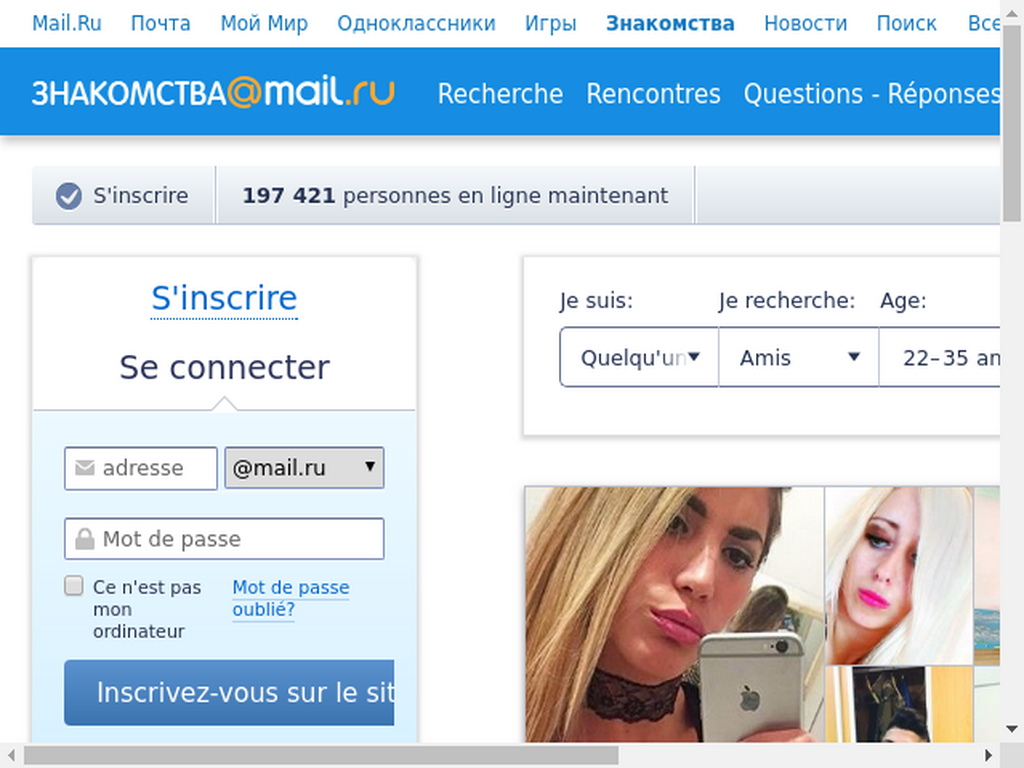 Mail.Ru Почта Мой Мир Одноклассники Игры Знакомства Новости Поиск Все
ЗНАКОМСТВА@mail.ru Recherche Rencontres Questions - Réponses
S'inscrire 197 421 personnes en ligne maintenant
S'inscrire
Se connecter
adresse @mail.ru
Mot de passe
Ce n'est pas
mon
ordinateur
Mot de passe
oublié?
Inscrivez-vous sur le sit
Je suis: Je recherche: Age:
Quelqu'un Amis 22–35 an